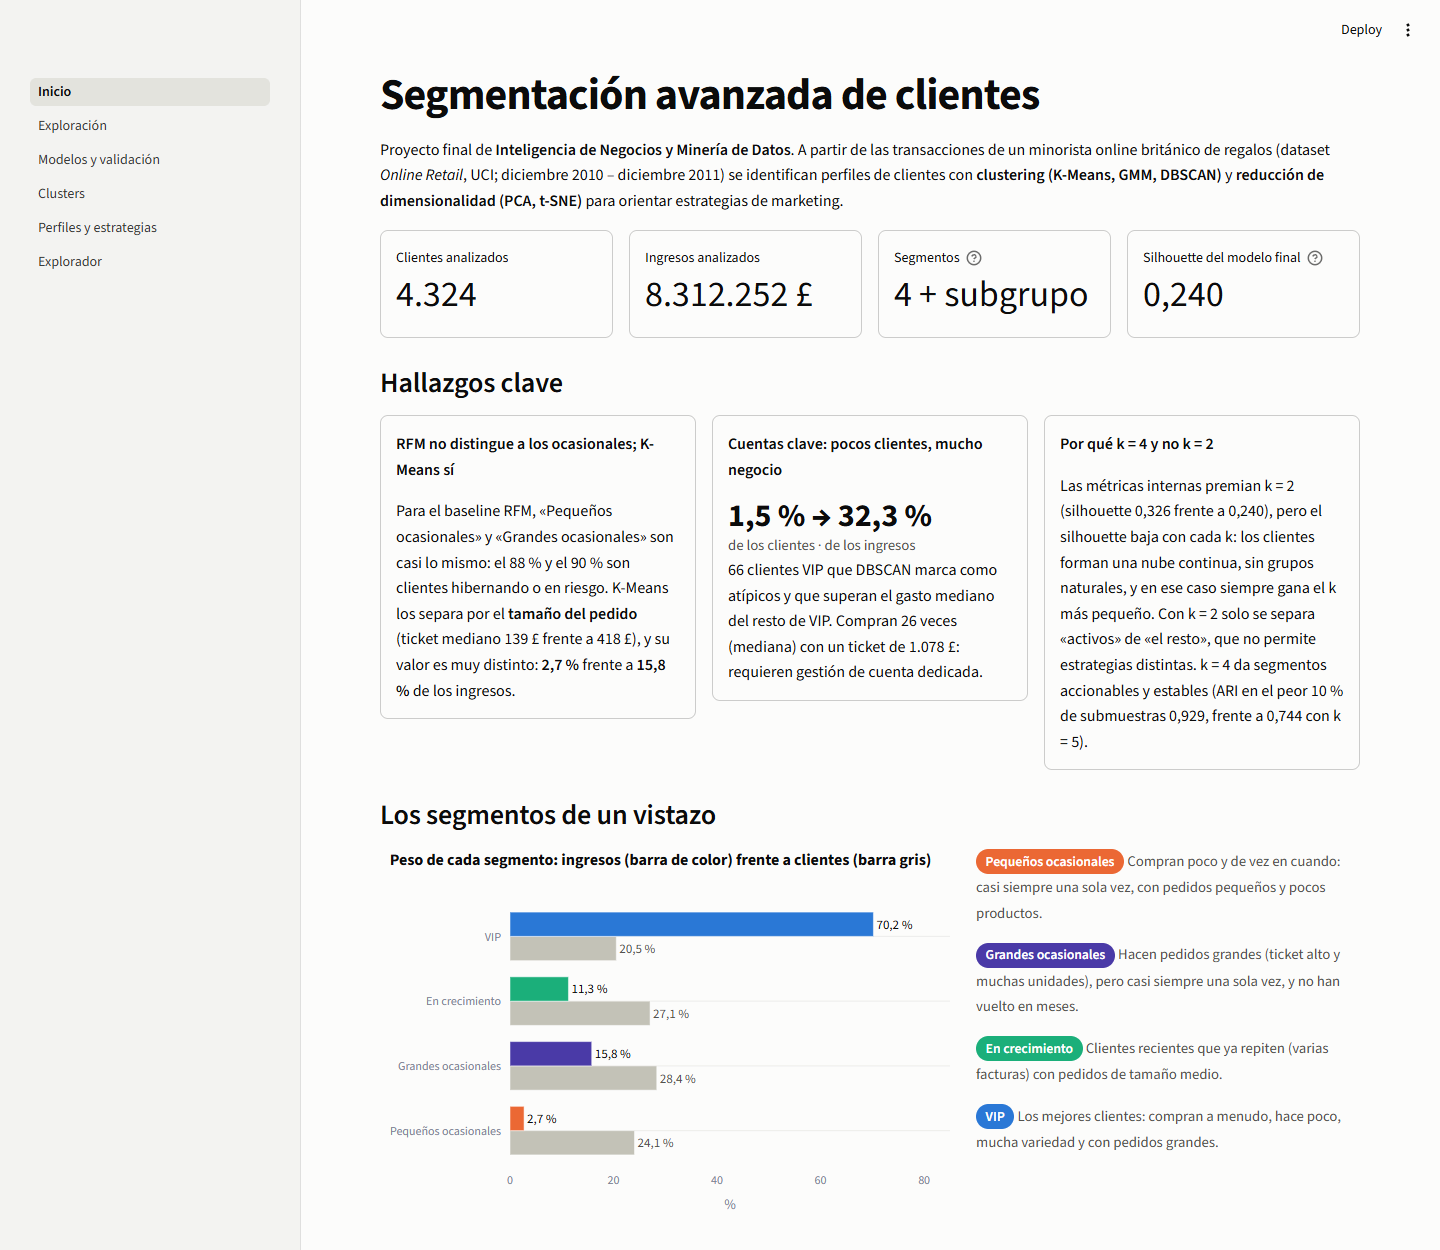 Deploy
Inicio
Exploración
Modelos y validación
Clusters
Perfiles y estrategias
Explorador
Segmentación avanzada de clientes
Proyecto final de Inteligencia de Negocios y Minería de Datos. A partir de las transacciones de un minorista online británico de regalos (dataset
Online Retail, UCI; diciembre 2010 – diciembre 2011) se identifican perfiles de clientes con clustering (K-Means, GMM, DBSCAN) y reducción de
dimensionalidad (PCA, t-SNE) para orientar estrategias de marketing.
Clientes analizados
4.324
Ingresos analizados
8.312.252 £
Segmentos
4 + subgrupo
Silhouette del modelo final
0,240
Hallazgos clave
RFM no distingue a los ocasionales; K-
Means sí
Para el baseline RFM, «Pequeños
ocasionales» y «Grandes ocasionales» son
casi lo mismo: el 88 % y el 90 % son
clientes hibernando o en riesgo. K-Means
los separa por el tamaño del pedido
(ticket mediano 139 £ frente a 418 £), y su
valor es muy distinto: 2,7 % frente a 15,8
% de los ingresos.
Cuentas clave: pocos clientes, mucho
negocio
1,5 % → 32,3 %
de los clientes · de los ingresos
66 clientes VIP que DBSCAN marca como
atípicos y que superan el gasto mediano
del resto de VIP. Compran 26 veces
(mediana) con un ticket de 1.078 £:
requieren gestión de cuenta dedicada.
Por qué k = 4 y no k = 2
Las métricas internas premian k = 2
(silhouette 0,326 frente a 0,240), pero el
silhouette baja con cada k: los clientes
forman una nube continua, sin grupos
naturales, y en ese caso siempre gana el k
más pequeño. Con k = 2 solo se separa
«activos» de «el resto», que no permite
estrategias distintas. k = 4 da segmentos
accionables y estables (ARI en el peor 10 %
de submuestras 0,929, frente a 0,744 con k
= 5).
Los segmentos de un vistazo
Peso de cada segmento: ingresos (barra de color) frente a clientes (barra gris)
VIP
70,2 %
20,5 %
En crecimiento
11,3 %
27,1 %
Grandes ocasionales
15,8 %
28,4 %
Pequeños ocasionales
2,7 %
24,1 %
0
20
40
60
80
%
Pequeños ocasionales Compran poco y de vez en cuando:
casi siempre una sola vez, con pedidos pequeños y pocos
productos.
Grandes ocasionales Hacen pedidos grandes (ticket alto y
muchas unidades), pero casi siempre una sola vez, y no han
vuelto en meses.
En crecimiento Clientes recientes que ya repiten (varias
facturas) con pedidos de tamaño medio.
VIP Los mejores clientes: compran a menudo, hace poco,
mucha variedad y con pedidos grandes.